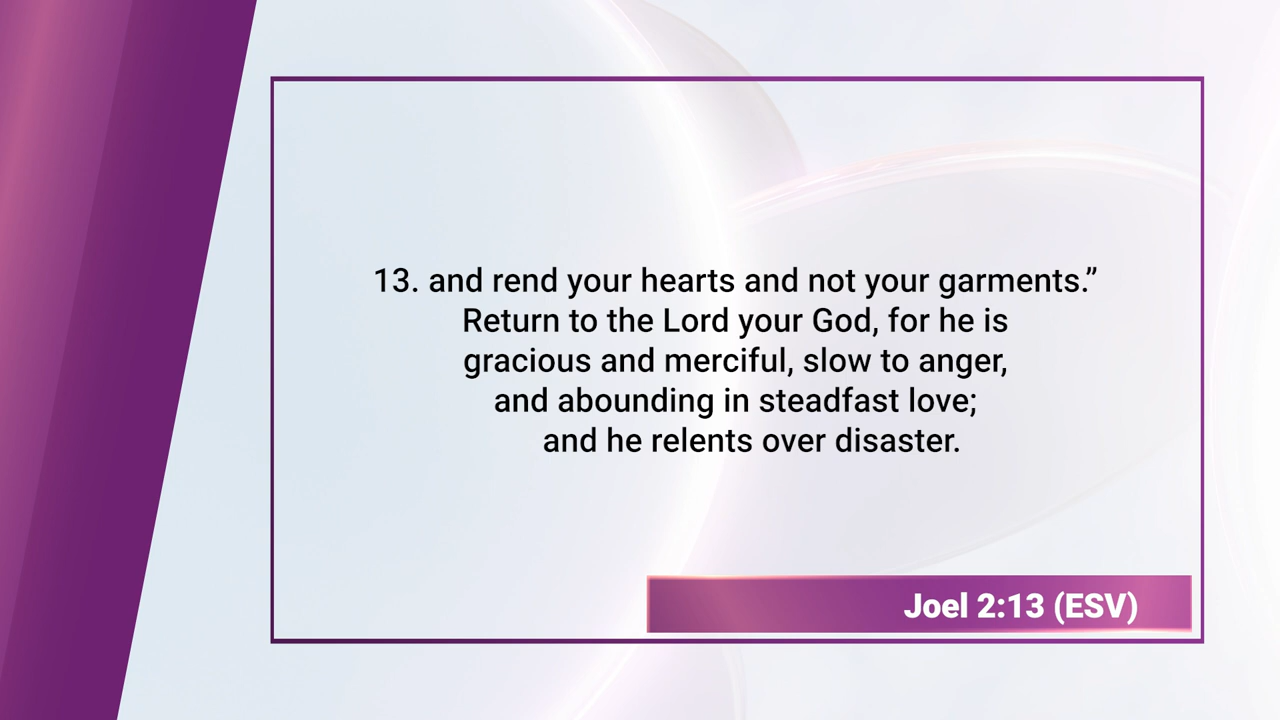 13. and rend your hearts and not your garments.”
Return to the Lord your God, for he is
gracious and merciful, slow to anger,
and abounding in steadfast love;
and he relents over disaster.
Joel 2:13 (ESV)